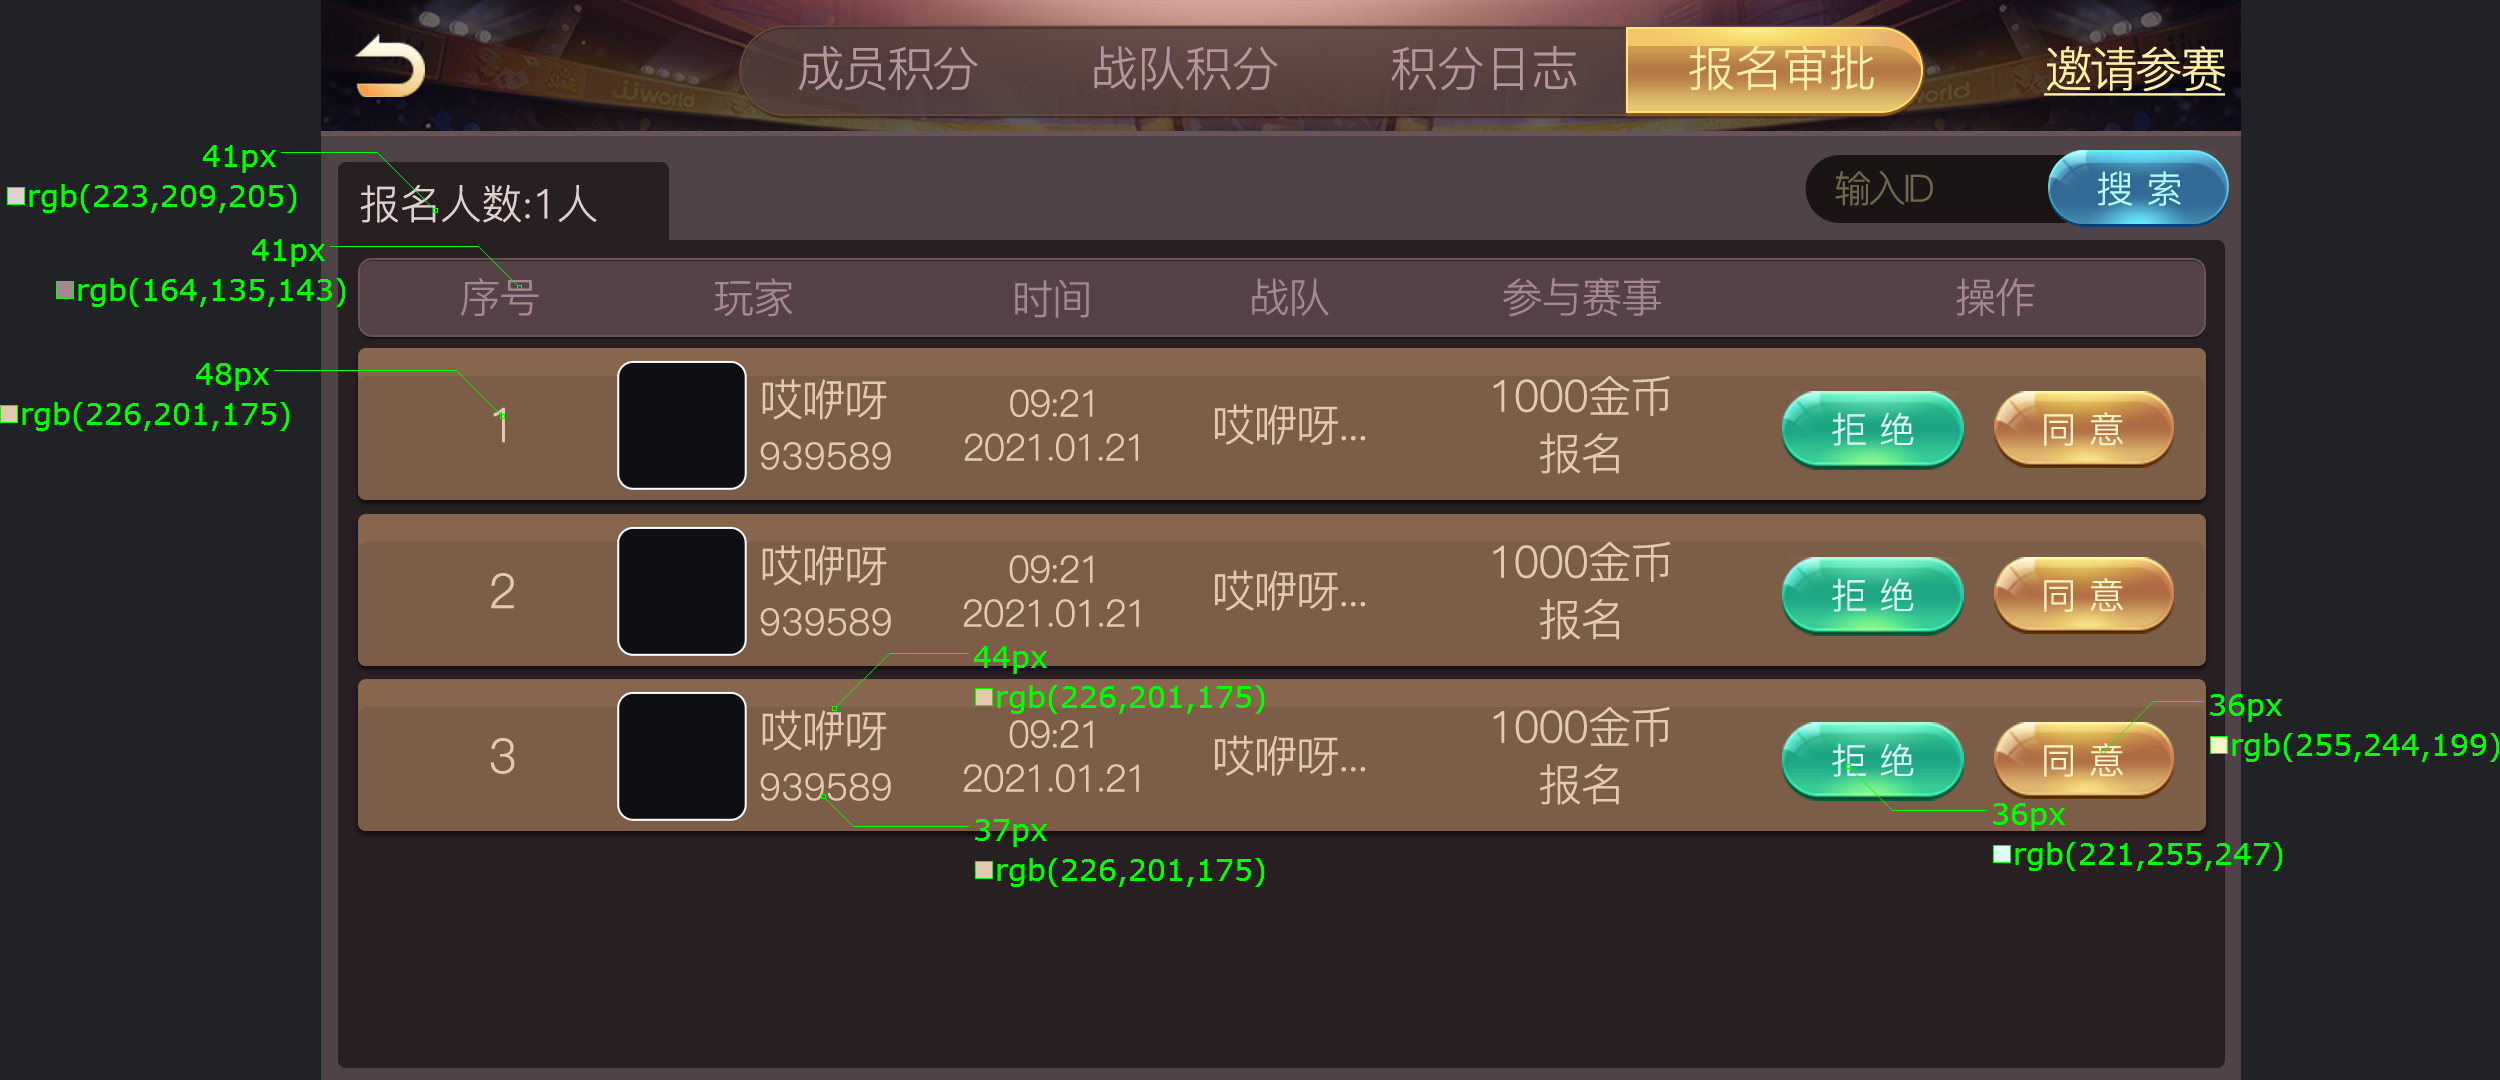 成员积分
战队积分
积分日志
报名审批
邀请参赛
JJworld
41px
rgb(223,209,205)
报名人数:1人
输入ID
搜 索
41px
rgb(164,135,143)
序号
玩家
时间
战队
参与赛事
操作
48px
rgb(226,201,175)
1
哎咿呀
939589
09:21
2021.01.21
哎咿呀...
1000金币
报名
拒 绝
同 意
2
哎咿呀
939589
09:21
2021.01.21
哎咿呀...
1000金币
报名
拒 绝
同 意
44px
rgb(226,201,175)
3
哎咿呀
939589
09:21
2021.01.21
哎咿呀...
1000金币
报名
拒 绝
同 意
36px
rgb(255,244,199)
37px
rgb(226,201,175)
36px
rgb(221,255,247)